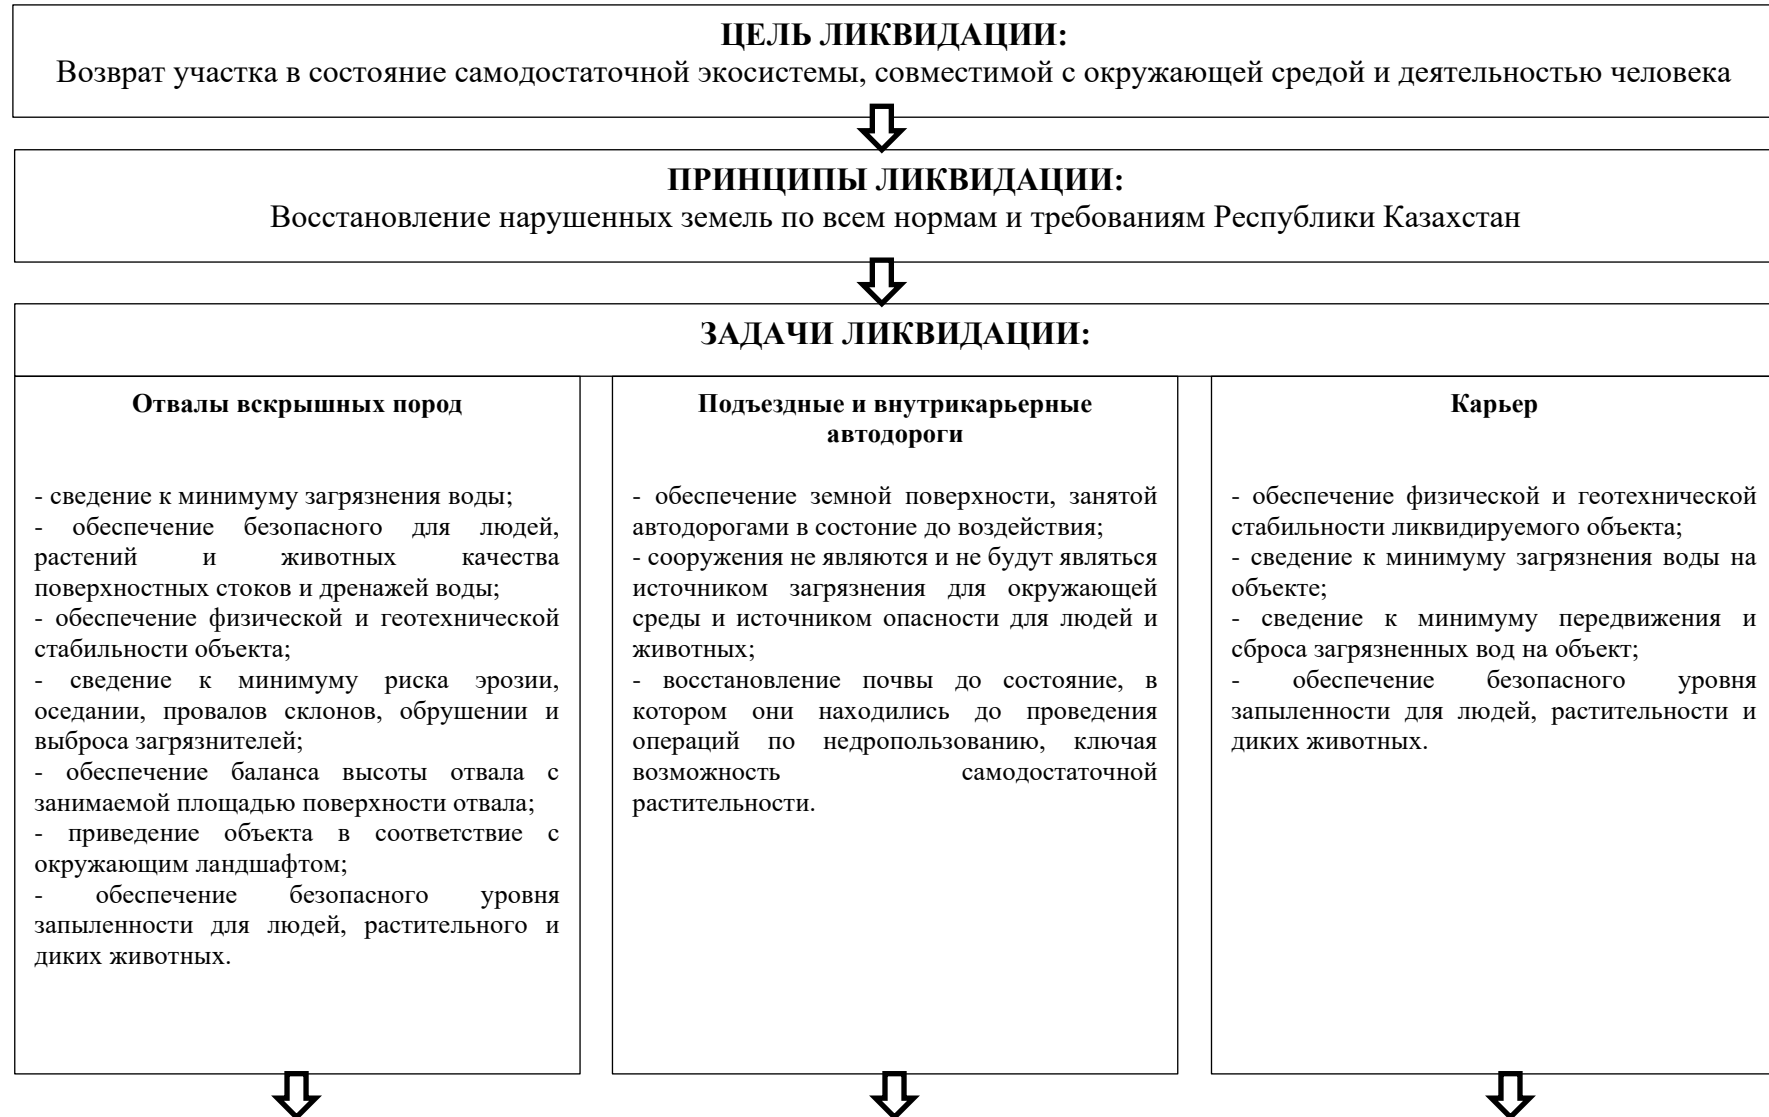 ЦЕЛЬ ЛИКВИДАЦИИ:
Возврат участка в состояние самодостаточной экосистемы, совместимой с окружающей средой и деятельностью человека
ПРИНЦИПЫ ЛИКВИДАЦИИ:
Восстановление нарушенных земель по всем нормам и требованиям Республики Казахстан
ЗАДАЧИ ЛИКВИДАЦИИ:
Отвалы вскрышных пород
- сведение к минимуму загрязнения воды;
- обеспечение безопасного для людей,
растений и животных качества
поверхностных стоков и дренажей воды;
- обеспечение физической и геотехнической
стабильности объекта;
- сведение к минимуму риска эрозии,
оседании, провалов склонов, обрушении и
выброса загрязнителей;
- обеспечение баланса высоты отвала с
занимаемой площадью поверхности отвала;
- приведение объекта в соответствие с
окружающим ландшафтом;
- обеспечение безопасного уровня
запыленности для людей, растительного и
диких животных.
Подъездные и внутрикарьерные
автодороги
- обеспечение земной поверхности, занятой
автодорогами в состоние до воздействия;
- сооружения не являются и не будут являться
источником загрязнения для окружающей
среды и источником опасности для людей и
животных;
- восстановление почвы до состояние, в
котором они находились до проведения
операций по недропользованию, ключая
возможность самодостаточной
растительности.
Карьер
- обеспечение физической и геотехнической
стабильности ликвидируемого объекта;
- сведение к минимуму загрязнения воды на
объекте;
- сведение к минимуму передвижения и
сброса загрязненных вод на объект;
- обеспечение безопасного уровня
запыленности для людей, растительности и
диких животных.